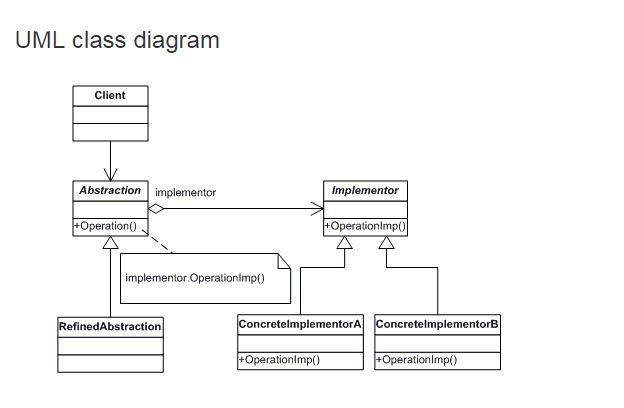 UML class diagram
Client
Abstraction
implementor
Implementor
+Operation()
+OperationImp()
implementor.OperationImp()
RefinedAbstraction
ConcreteImplementorA
ConcreteImplementorB
+OperationImp()
+OperationImp()